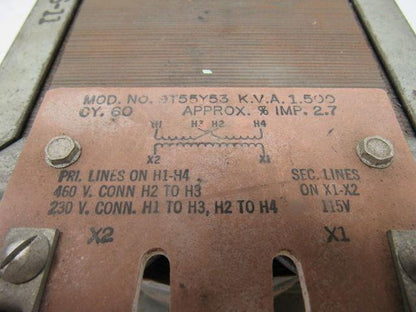 MOD. NO. 9T55Y53 K.V.A. 1.500
CY. 60 APPROX. % IMP. 2.7
H1 H3 H2 H4
X2 X1
PRI. LINES ON H1-H4 SEC. LINES
460 V. CONN H2 TO H3 ON X1-X2
230 V. CONN. H1 TO H3, H2 TO H4 115V
X2 X1